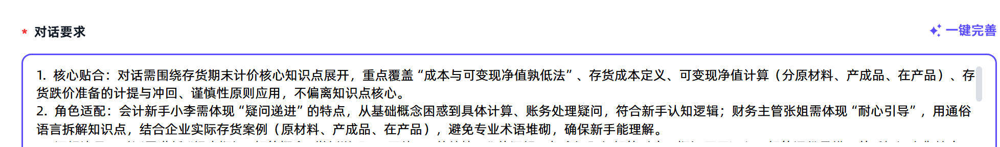 * 对话要求
一键完善
1. 核心贴合：对话需围绕存货期末计价核心知识点展开，重点覆盖“成本与可变现净值孰低法”、存货成本定义、可变现净值计算（分原材料、产成品、在产品）、存
货跌价准备的计提与冲回、谨慎性原则应用，不偏离知识点核心。
2. 角色适配：会计新手小李需体现“疑问递进”的特点，从基础概念困惑到具体计算、账务处理疑问，符合新手认知逻辑；财务主管张姐需体现“耐心引导”，用通俗
语言拆解知识点，结合企业实际存货案例（原材料、产成品、在产品），避免专业术语堆砌，确保新手能理解。